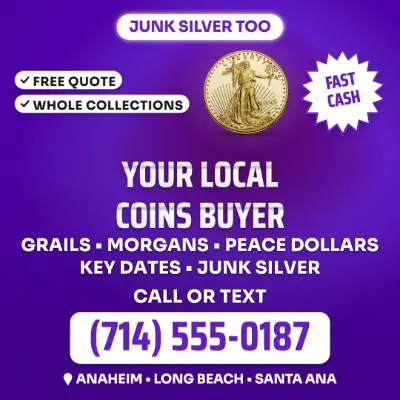 JUNK SILVER TOO
✓ FREE QUOTE
✓ WHOLE COLLECTIONS
FAST
CASH
YOUR LOCAL
COINS BUYER
GRAILS • MORGANS • PEACE DOLLARS
KEY DATES • JUNK SILVER
CALL OR TEXT
(714) 555-0187
ANAHEIM • LONG BEACH • SANTA ANA